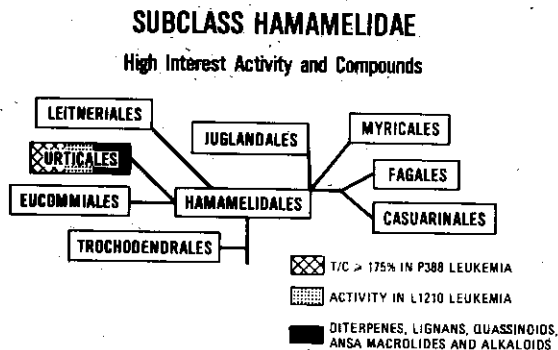 SUBCLASS HAMAMELIDAE
High Interest Activity and Compounds
LEITNERIALES
JUGLANDALES
MYRICALES
URTICALES
FAGALES
EUCOMMIALES
HAMAMELIDALES
CASUARINALES
TROCHODENDRALES
T/C ⩾ 175% IN P388 LEUKEMIA
ACTIVITY IN L1210 LEUKEMIA
DITERPENES, LIGNANS, QUASSINOIDS,
ANSA MACROLIDES AND ALKALOIDS